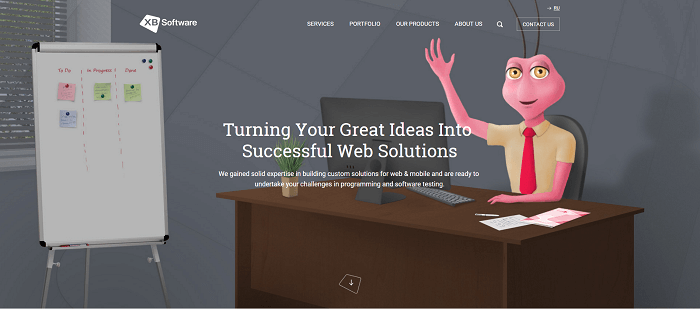 RU
XB Software
SERVICES PORTFOLIO OUR PRODUCTS ABOUT US CONTACT US
To Do In Progress Done
Turning Your Great Ideas Into
Successful Web Solutions
We gained solid expertise in building custom solutions for web & mobile and are ready to
undertake your challenges in programming and software testing.